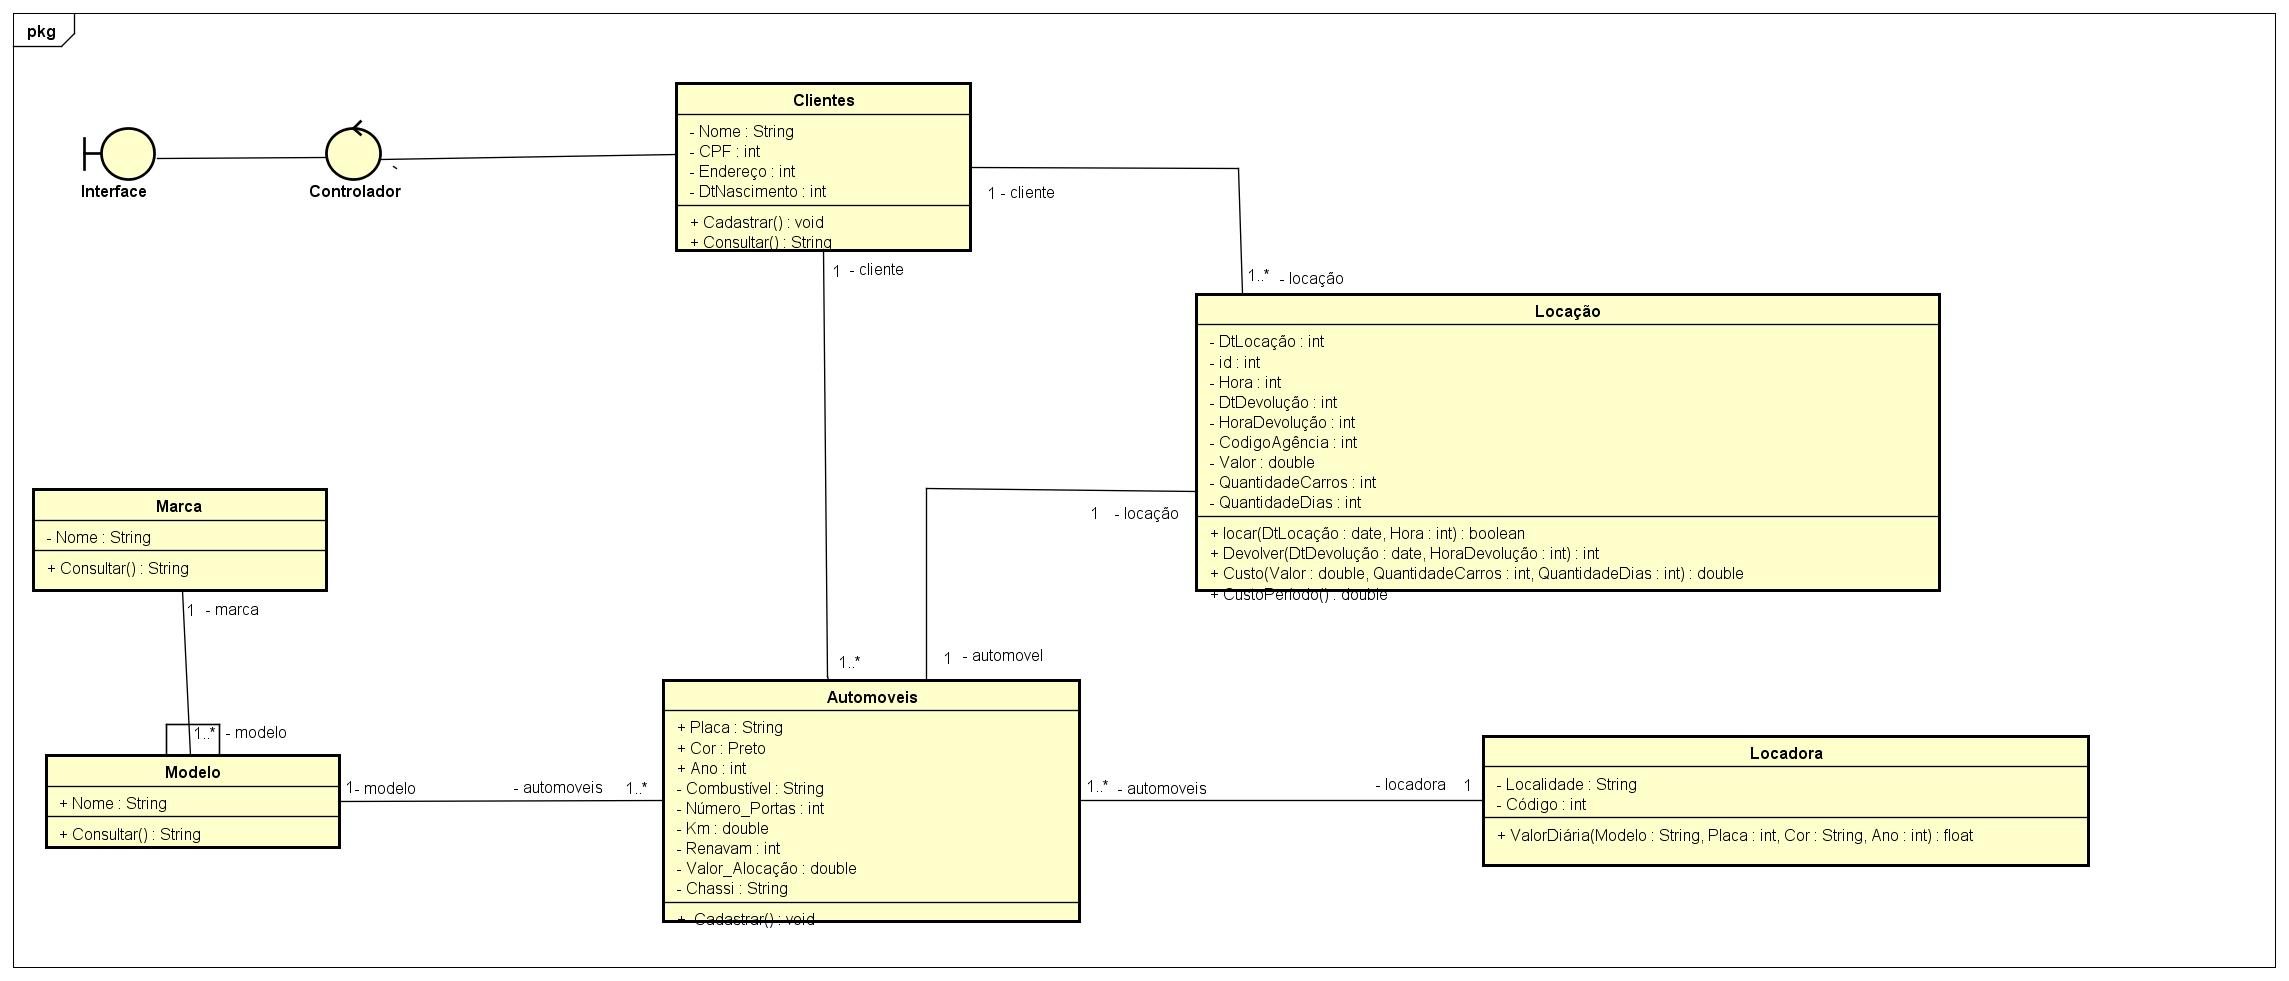 pkg
Interface
Controlador
Clientes
- Nome : String
- CPF : int
- Endereço : int
- DtNascimento : int
+ Cadastrar() : void
+ Consultar() : String
1 - cliente
1 - cliente
1..* - locação
Locação
- DtLocação : int
- id : int
- Hora : int
- DtDevolução : int
- HoraDevolução : int
- CodigoAgência : int
- Valor : double
- QuantidadeCarros : int
- QuantidadeDias : int
+ locar(DtLocação : date, Hora : int) : boolean
+ Devolver(DtDevolução : date, HoraDevolução : int) : int
+ Custo(Valor : double, QuantidadeCarros : int, QuantidadeDias : int) : double
+ CustoPeriodo() : double
1 - locação
Marca
- Nome : String
+ Consultar() : String
1 - marca
1..* - modelo
Modelo
+ Nome : String
+ Consultar() : String
1 - modelo
- automoveis 1..*
1..*
1 - automovel
Automoveis
+ Placa : String
+ Cor : Preto
+ Ano : int
- Combustível : String
- Número_Portas : int
- Km : double
- Renavam : int
- Valor_Alocação : double
- Chassi : String
+ Cadastrar() : void
1..* - automoveis
- locadora 1
Locadora
- Localidade : String
- Código : int
+ ValorDiária(Modelo : String, Placa : int, Cor : String, Ano : int) : float